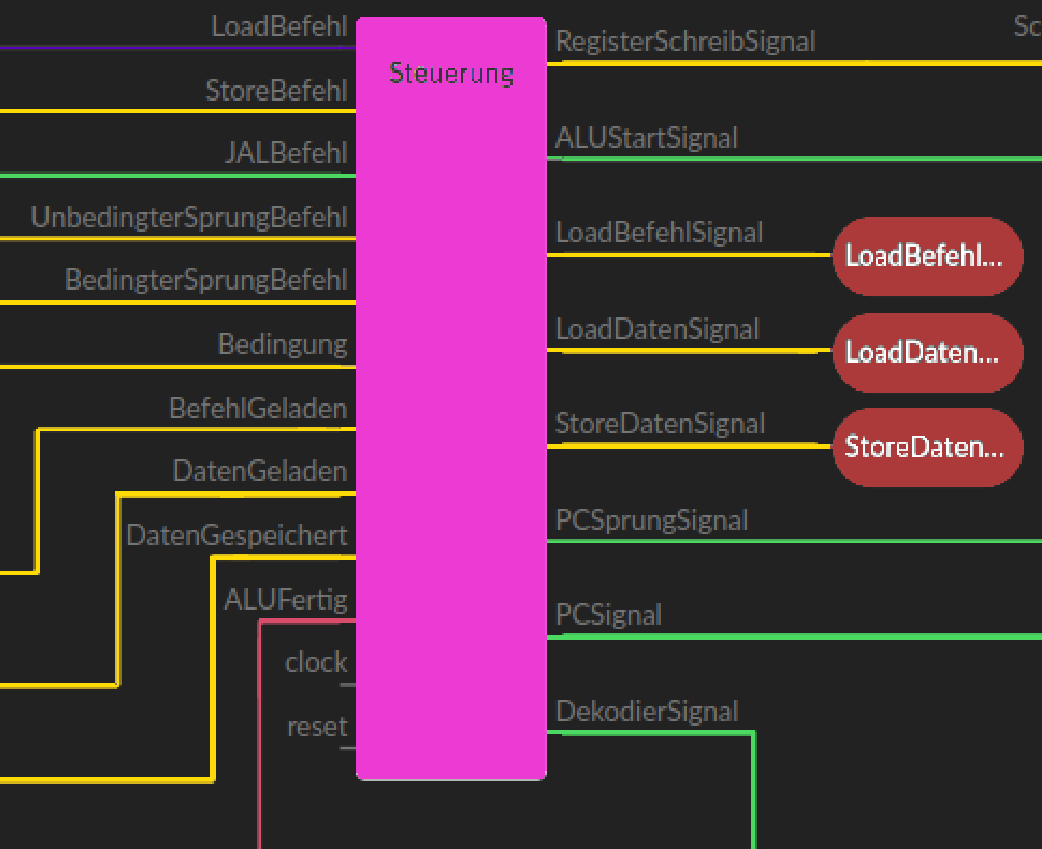 LoadBefehl
StoreBefehl
JALBefehl
UnbedingterSprungBefehl
BedingterSprungBefehl
Bedingung
BefehlGeladen
DatenGeladen
DatenGespeichert
ALUFertig
clock
reset
Steuerung
RegisterSchreibSignal
Sc
ALUStartSignal
LoadBefehlSignal
LoadBefehl...
LoadDatenSignal
LoadDaten...
StoreDatenSignal
StoreDaten...
PCSprungSignal
PCSignal
DekodierSignal